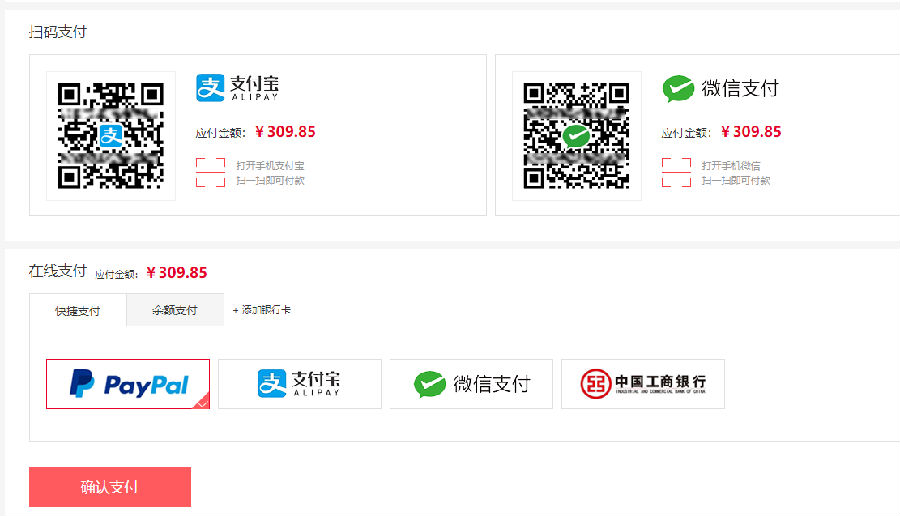 扫码支付
支付宝
ALIPAY
应付金额：￥309.85
打开手机支付宝
扫一扫即可付款
微信支付
应付金额：￥309.85
打开手机微信
扫一扫即可付款
在线支付 应付金额：￥309.85
快捷支付 余额支付 + 添加银行卡
PayPal
支付宝
ALIPAY
微信支付
中国工商银行
INDUSTRIAL AND COMMERCIAL BANK OF CHINA
确认支付